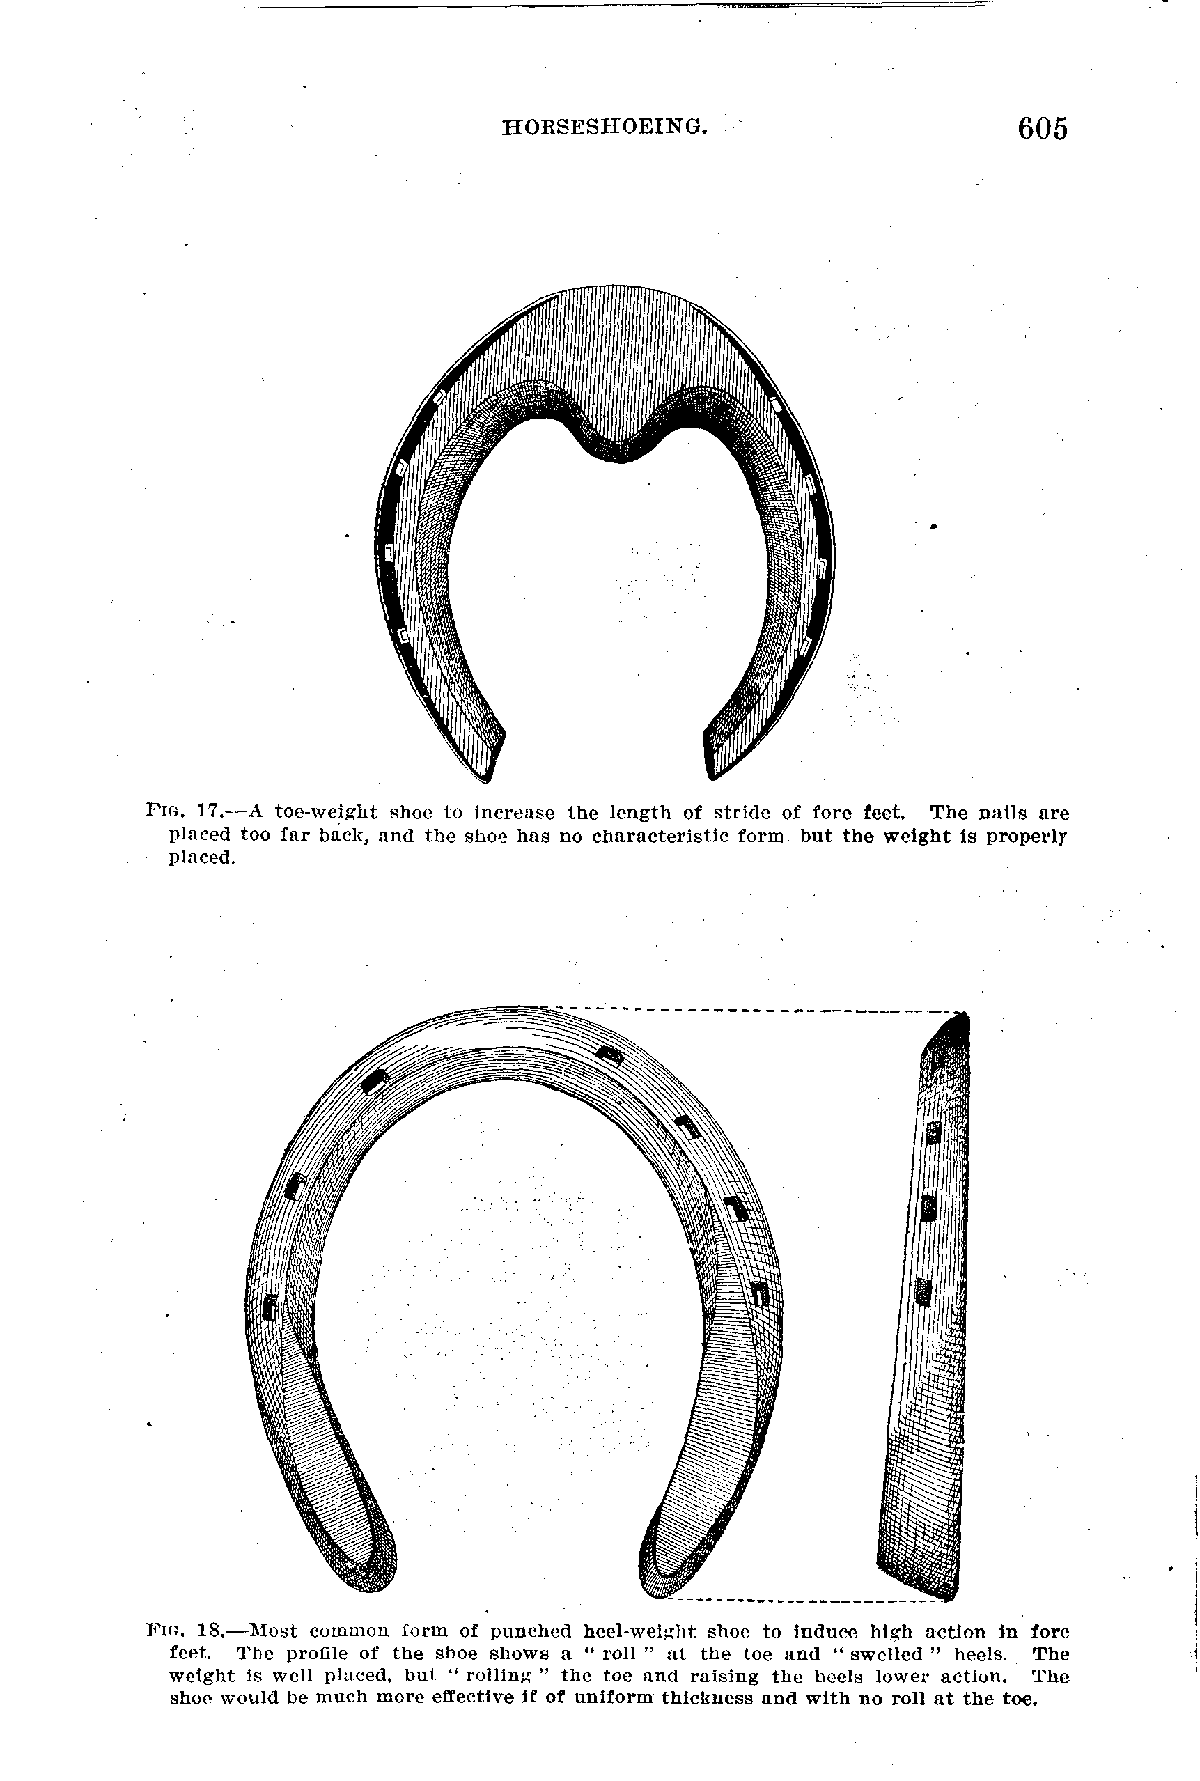 HORSESHOEING. 605
FIG. 17.—A toe-weight shoe to increase the length of stride of fore feet. The nails are
placed too far back, and the shoe has no characteristic form but the weight is properly
placed.
FIG. 18.—Most common form of punched heel-weight shoe to induce high action in fore
feet. The profile of the shoe shows a "roll" at the toe and "swelled" heels. The
weight is well placed, but "rolling" the toe and raising the heels lower action. The
shoe would be much more effective if of uniform thickness and with no roll at the toe.